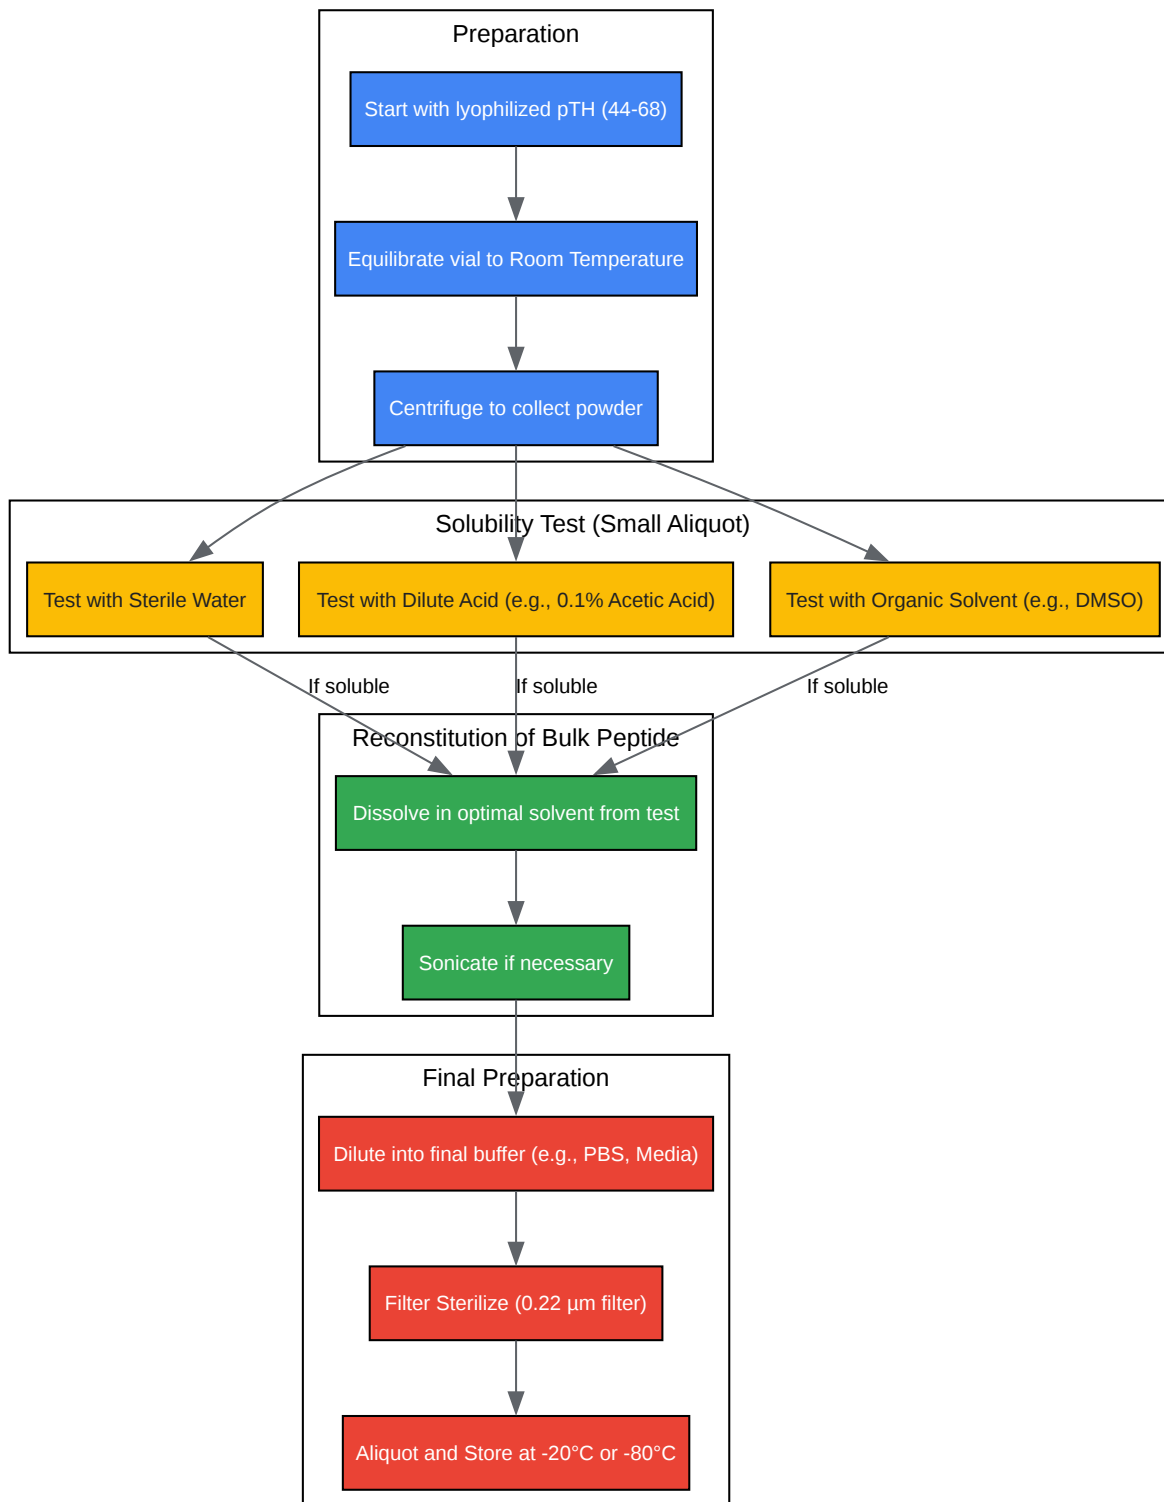 Preparation
Start with lyophilized pTH (44-68)
Equilibrate vial to Room Temperature
Centrifuge to collect powder
Solubility Test (Small Aliquot)
Test with Sterile Water
Test with Dilute Acid (e.g., 0.1% Acetic Acid)
Test with Organic Solvent (e.g., DMSO)
If soluble
If soluble
If soluble
Reconstitution of Bulk Peptide
Dissolve in optimal solvent from test
Sonicate if necessary
Final Preparation
Dilute into final buffer (e.g., PBS, Media)
Filter Sterilize (0.22 µm filter)
Aliquot and Store at -20°C or -80°C